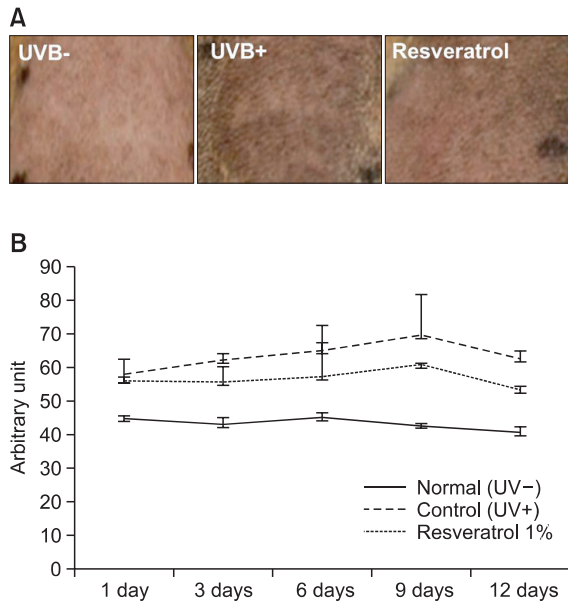 A
UVB-
UVB+
Resveratrol
B
Arbitrary unit
90
80
70
60
50
40
30
20
10
0
Normal (UV−)
Control (UV+)
Resveratrol 1%
1 day
3 days
6 days
9 days
12 days